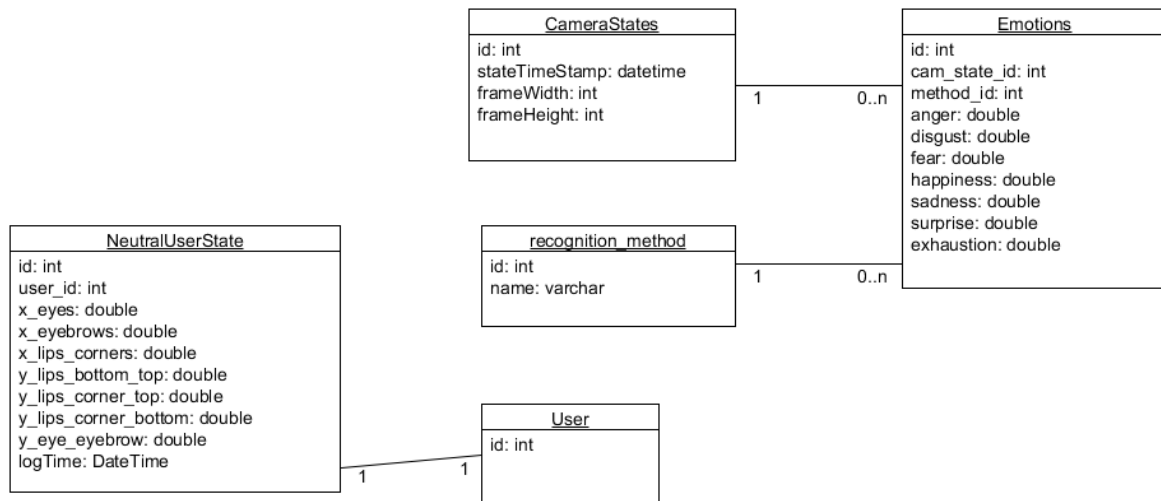 CameraStates
id: int
stateTimeStamp: datetime
frameWidth: int
frameHeight: int
1
0..n
Emotions
id: int
cam_state_id: int
method_id: int
anger: double
disgust: double
fear: double
happiness: double
sadness: double
surprise: double
exhaustion: double
NeutralUserState
id: int
user_id: int
x_eyes: double
x_eyebrows: double
x_lips_corners: double
y_lips_bottom_top: double
y_lips_corner_top: double
y_lips_corner_bottom: double
y_eye_eyebrow: double
logTime: DateTime
recognition_method
id: int
name: varchar
1
0..n
User
id: int
1
1